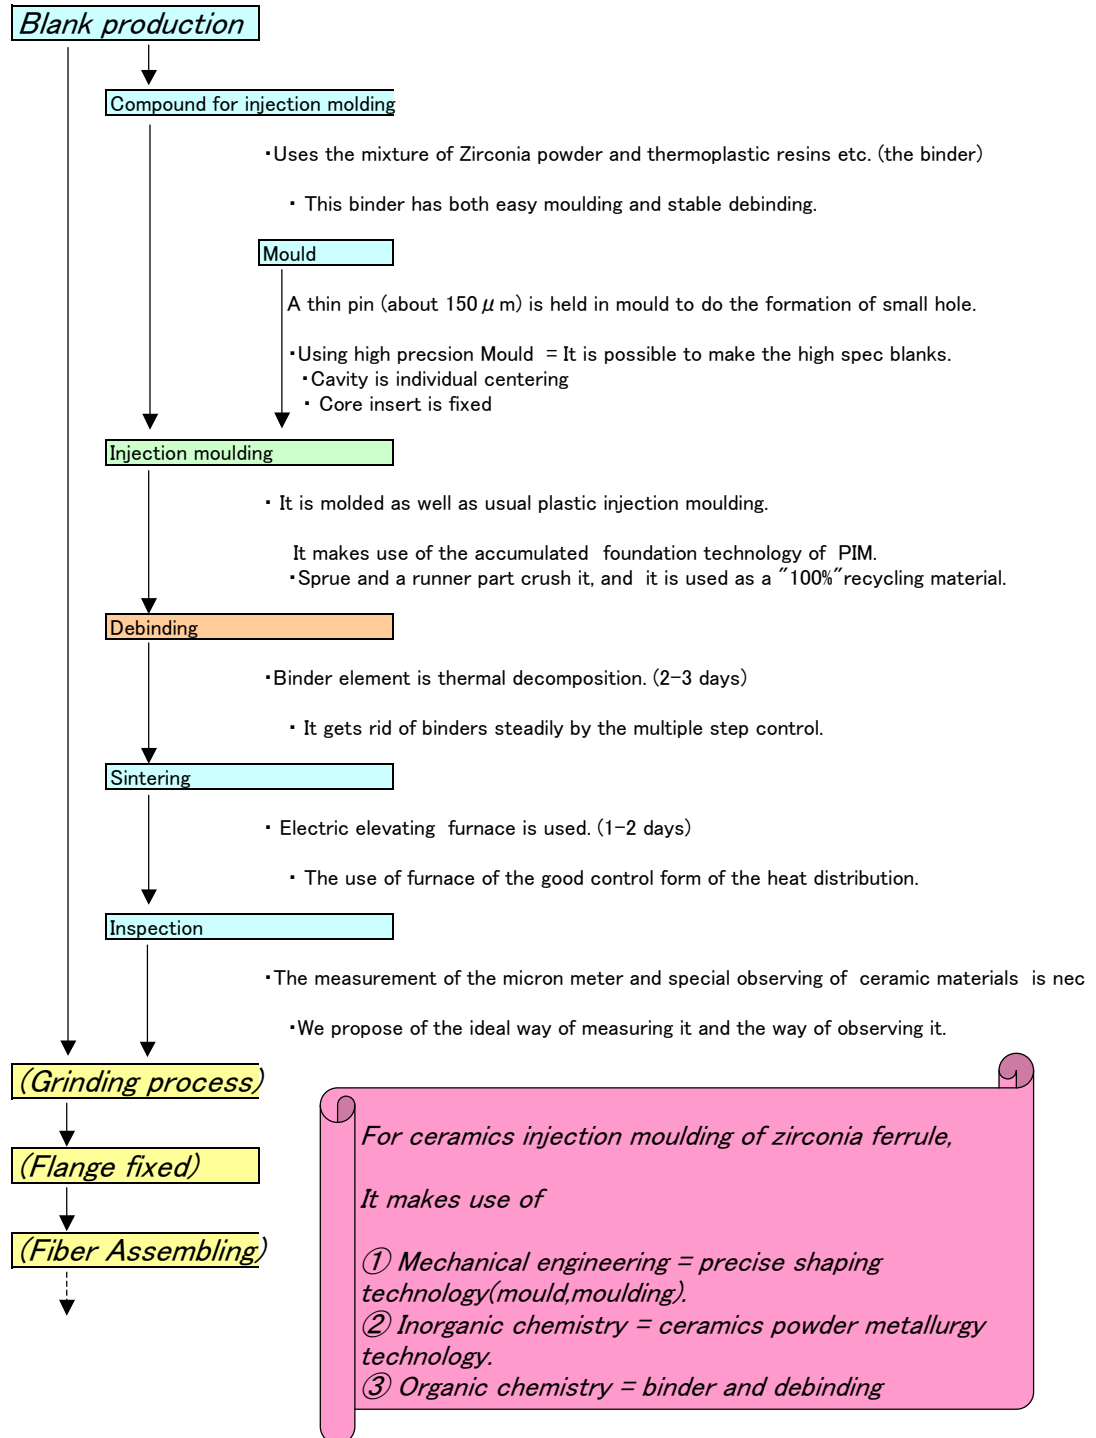 Blank production
Compound for injection molding
・Uses the mixture of Zirconia powder and thermoplastic resins etc. (the binder)
・ This binder has both easy moulding and stable debinding.
Mould
A thin pin (about 150μm) is held in mould to do the formation of small hole.
・Using high precsion Mould = It is possible to make the high spec blanks.
・Cavity is individual centering
・ Core insert is fixed
Injection moulding
・ It is molded as well as usual plastic injection moulding.
It makes use of the accumulated foundation technology of PIM.
・Sprue and a runner part crush it, and it is used as a "100%"recycling material.
Debinding
・Binder element is thermal decomposition. (2-3 days)
・ It gets rid of binders steadily by the multiple step control.
Sintering
・ Electric elevating furnace is used. (1-2 days)
・ The use of furnace of the good control form of the heat distribution.
Inspection
・The measurement of the micron meter and special observing of ceramic materials is nec
・We propose of the ideal way of measuring it and the way of observing it.
(Grinding process)
(Flange fixed)
(Fiber Assembling)
For ceramics injection moulding of zirconia ferrule,
It makes use of
① Mechanical engineering = precise shaping
technology(mould,moulding).
② Inorganic chemistry = ceramics powder metallurgy
technology.
③ Organic chemistry = binder and debinding